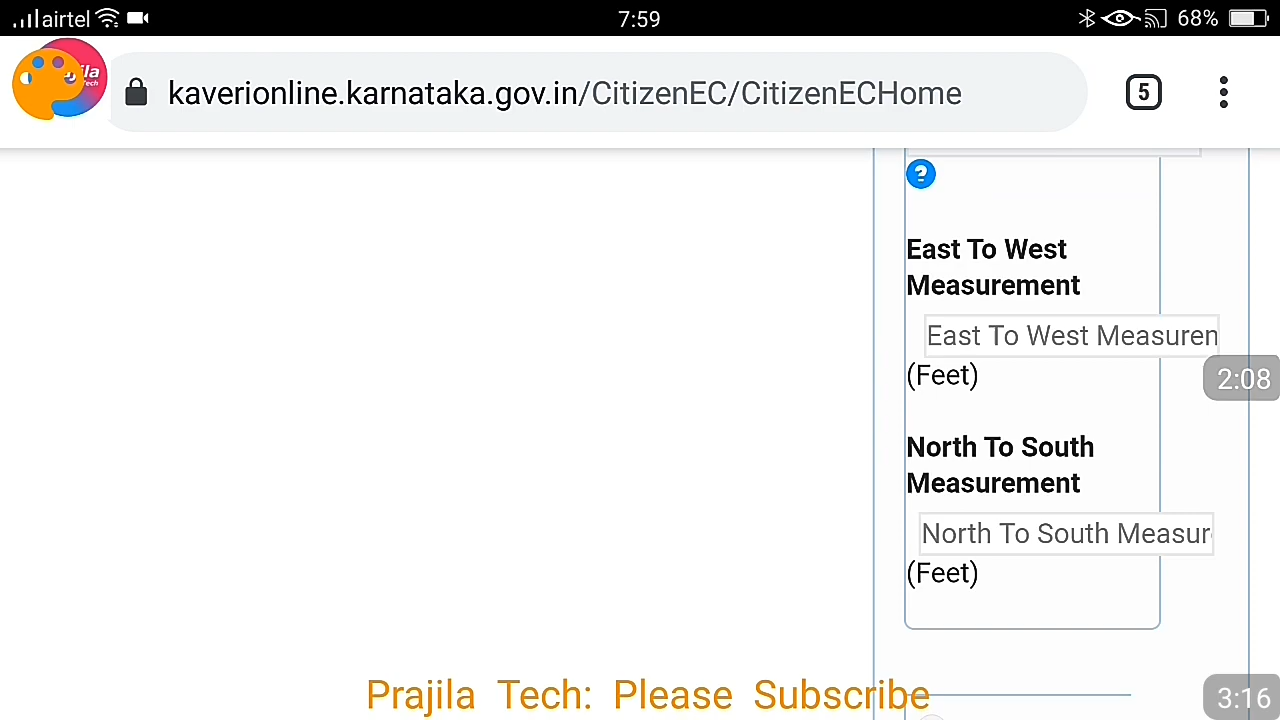 airtel 7:59 68%
kaverionline.karnataka.gov.in/CitizenEC/CitizenECHome 5
?
East To West
Measurement
East To West Measurem
(Feet)
2:08
North To South
Measurement
North To South Measur
(Feet)
Prajila Tech: Please Subscribe
3:16